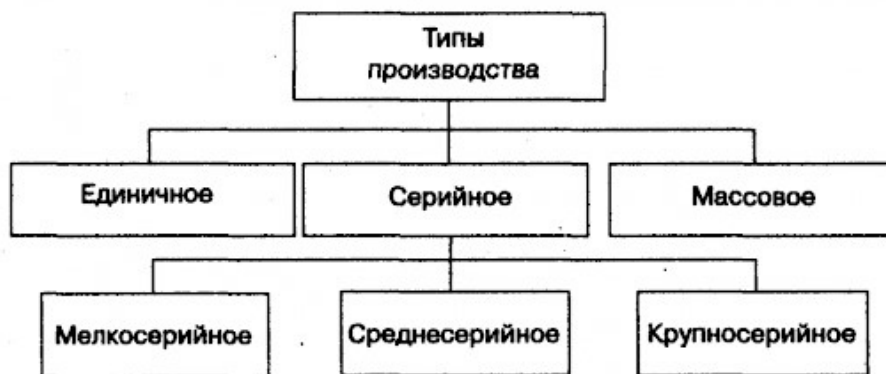 Типы
производства
Единичное
Серийное
Массовое
Мелкосерийное
Среднесерийное
Крупносерийное